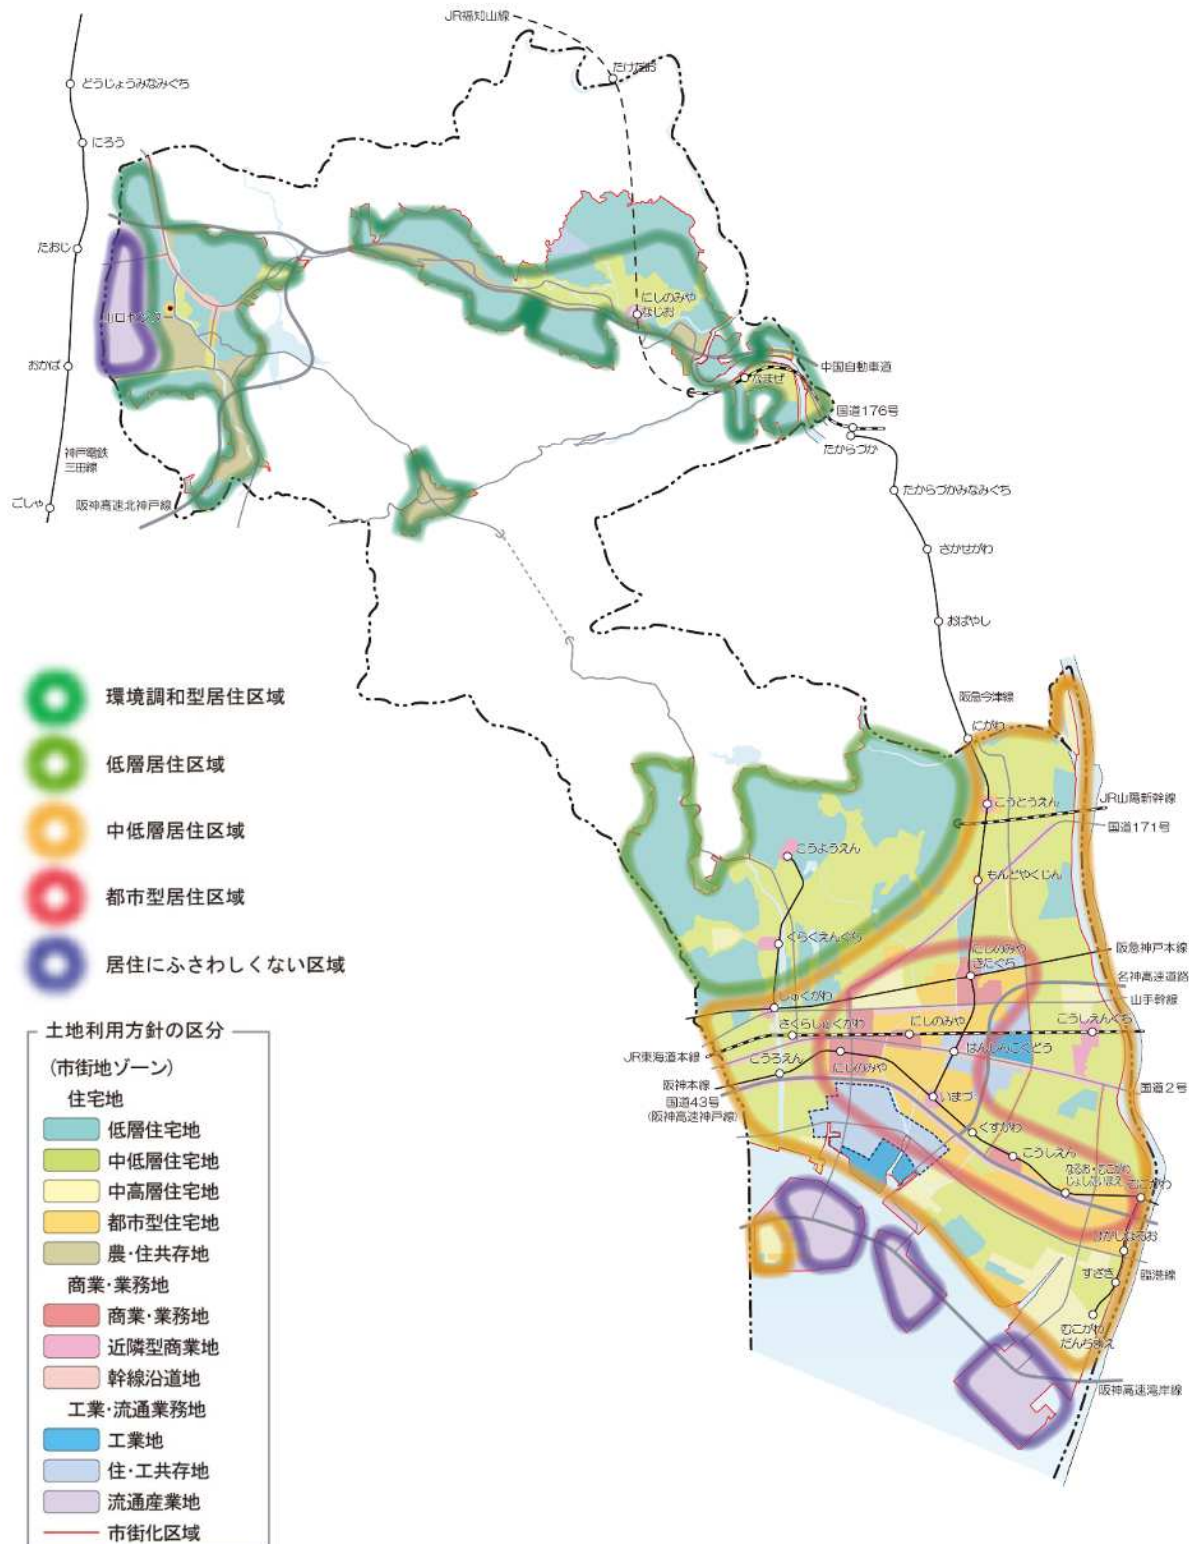 JR福知山線
たけだお
どうじょうみなみぐち
にろう
たおじ
にしのみや
なじお
山口センター
おかば
中国自動車道
なまぜ
国道176号
たからづか
神戸電鉄
三田線
ごしゃ
阪神高速北神戸線
たからづかみなみぐち
さかせがわ
おばやし
環境調和型居住区域
低層居住区域
中低層居住区域
都市型居住区域
居住にふさわしくない区域
阪急今津線
にがわ
こうとうえん
JR山陽新幹線
国道171号
こうようえん
もんどやくじん
くらくえんぐち
にしのみや
きたぐち
阪急神戸本線
名神高速道路
しゅくがわ
山手幹線
さくらしゅくがわ
にしのみや
こうしえんぐち
JR東海道本線
こうろえん
にしのみや
はんしんこくどう
阪神本線
国道43号
(阪神高速神戸線)
国道2号
いまづ
くすがわ
こうしえん
なるお・むこがわ
じょしだいまえ
むこがわ
ひがしなるお
すざき
臨港線
むこがわ
だんちまえ
阪神高速湾岸線
土地利用方針の区分
(市街地ゾーン)
住宅地
低層住宅地
中低層住宅地
中高層住宅地
都市型住宅地
農・住共存地
商業・業務地
商業・業務地
近隣型商業地
幹線沿道地
工業・流通業務地
工業地
住・工共存地
流通産業地
市街化区域